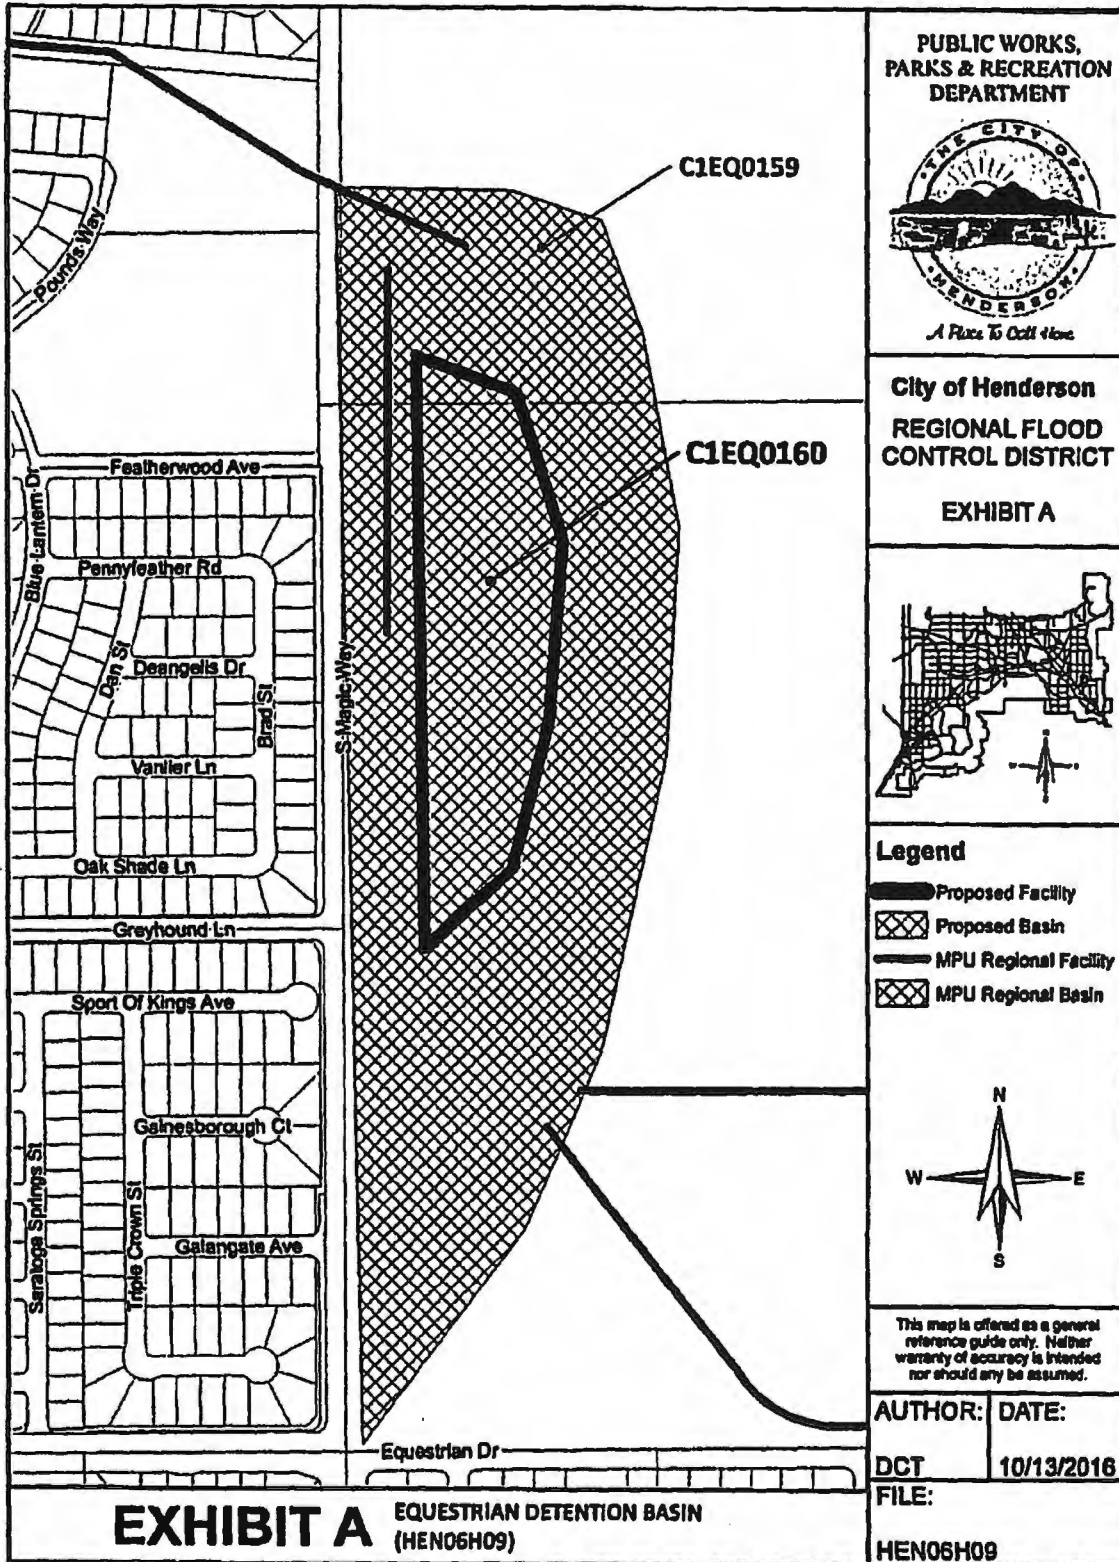 PUBLIC WORKS,
PARKS & RECREATION
DEPARTMENT
THE CITY OF
HENDERSON
A Place To Call Home
City of Henderson
REGIONAL FLOOD
CONTROL DISTRICT
EXHIBIT A
Legend
Proposed Facility
Proposed Basin
MPU Regional Facility
MPU Regional Basin
N
W
E
S
This map is offered as a general
reference guide only. Neither
warranty of accuracy is intended
nor should any be assumed.
AUTHOR:
DATE:
DCT
10/13/2016
FILE:
HEN06H09
C1EQ0159
C1EQ0160
Pounds Way
Featherwood Ave
Blue Lantern Dr
Pennyfeather Rd
Dan St
Deangelis Dr
Brad St
S Magic Way
Vanlier Ln
Oak Shade Ln
Greyhound Ln
Sport Of Kings Ave
Gainesborough Ct
Saratoga Springs St
Triple Crown St
Galangate Ave
Equestrian Dr
EXHIBIT A
EQUESTRIAN DETENTION BASIN
(HEN06H09)